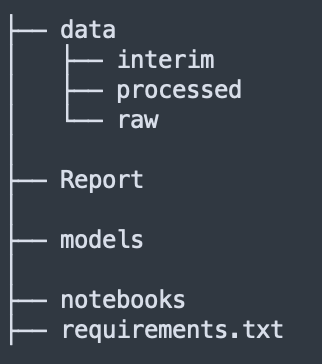 ├── data
│   ├── interim
│   ├── processed
│   └── raw
├── Report
├── models
├── notebooks
├── requirements.txt